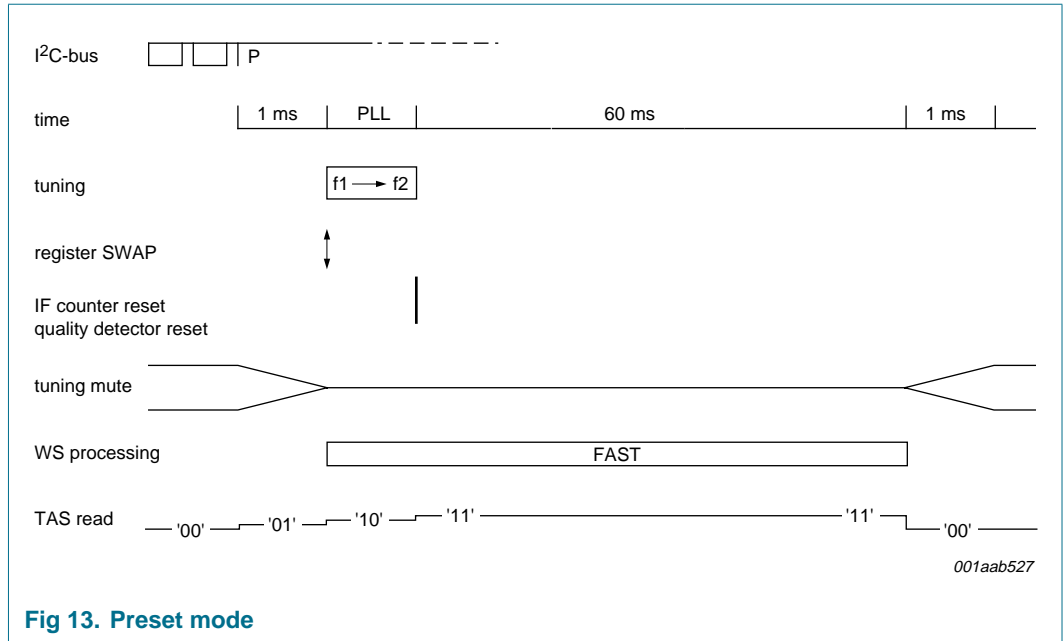 I²C-bus P
time 1 ms PLL 60 ms 1 ms
tuning f1 → f2
register SWAP
IF counter reset
quality detector reset
tuning mute
WS processing FAST
TAS read '00' '01' '10' '11' '11' '00'
001aab527
Fig 13. Preset mode